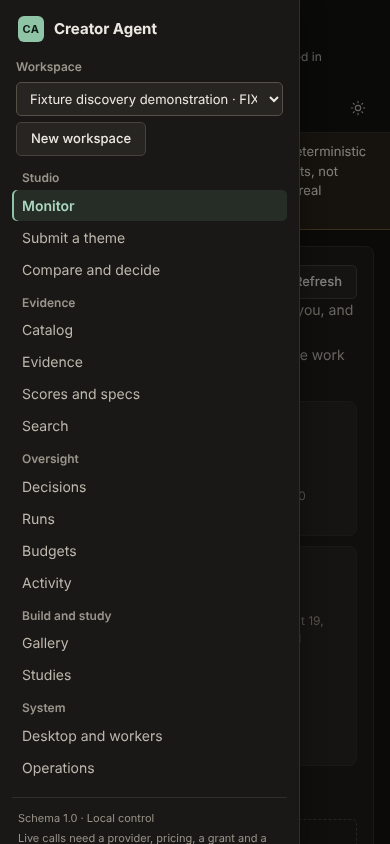 CA Creator Agent
d in
Workspace
Fixture discovery demonstration · FIX
New workspace
eterministic
ts, not
real
Studio
Monitor
Submit a theme
Compare and decide
Refresh
you, and
Evidence
Catalog
e work
Evidence
Scores and specs
Search
Oversight
Decisions
0
Runs
Budgets
Activity
Build and study
t 19,
Gallery
Studies
System
Desktop and workers
Operations
Schema 1.0 · Local control
Live calls need a provider, pricing, a grant and a